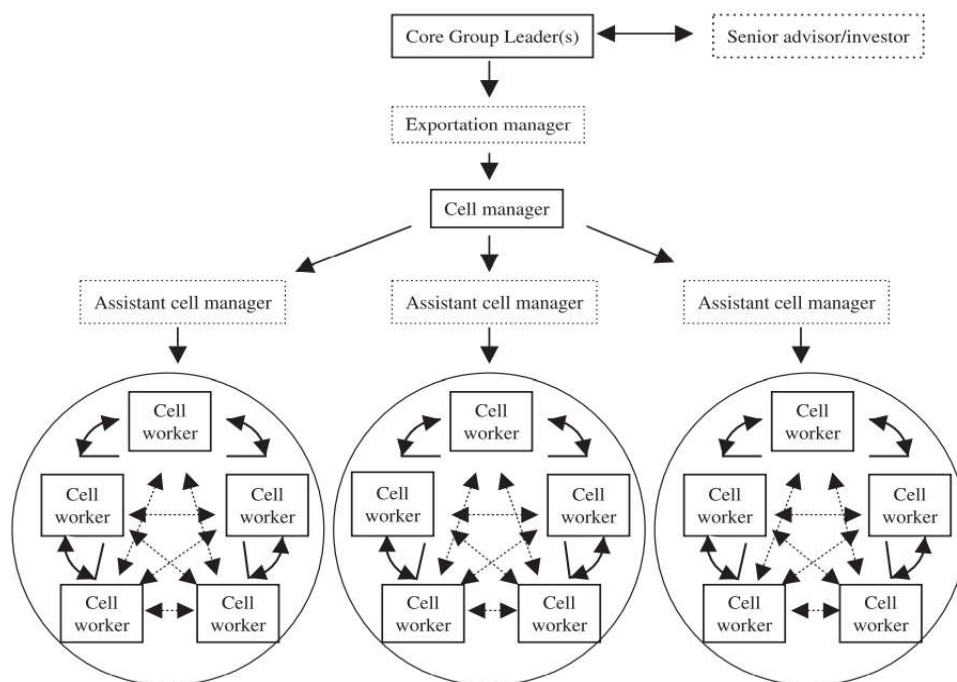 Core Group Leader(s)
Senior advisor/investor
Exportation manager
Cell manager
Assistant cell manager
Assistant cell manager
Assistant cell manager
Cell
worker
Cell
worker
Cell
worker
Cell
worker
Cell
worker
Cell
worker
Cell
worker
Cell
worker
Cell
worker
Cell
worker
Cell
worker
Cell
worker
Cell
worker
Cell
worker
Cell
worker